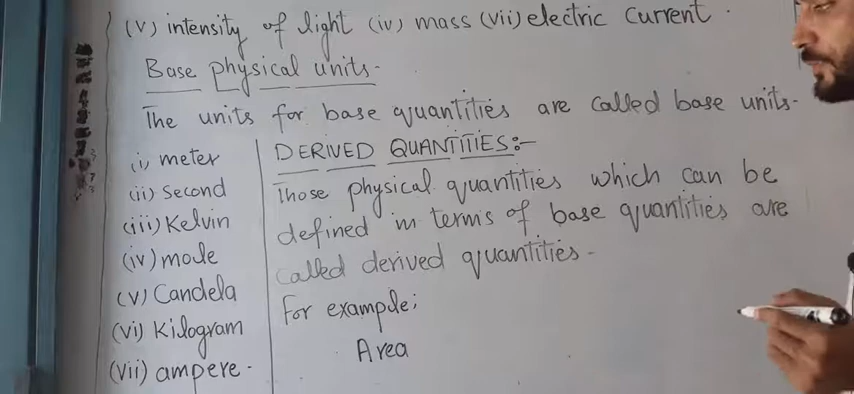 (v) intensity of light (iv) mass (vii) electric current.
Base physical units-
The units for base quantities are called base units-
(i) meter
(ii) Second
(iii) Kelvin
(iv) mole
(v) Candela
(vi) Kilogram
(vii) ampere-
DERIVED QUANTITIES:-
Those physical quantities which can be
defined in terms of base quantities are
called derived quantities-
For example;
Area